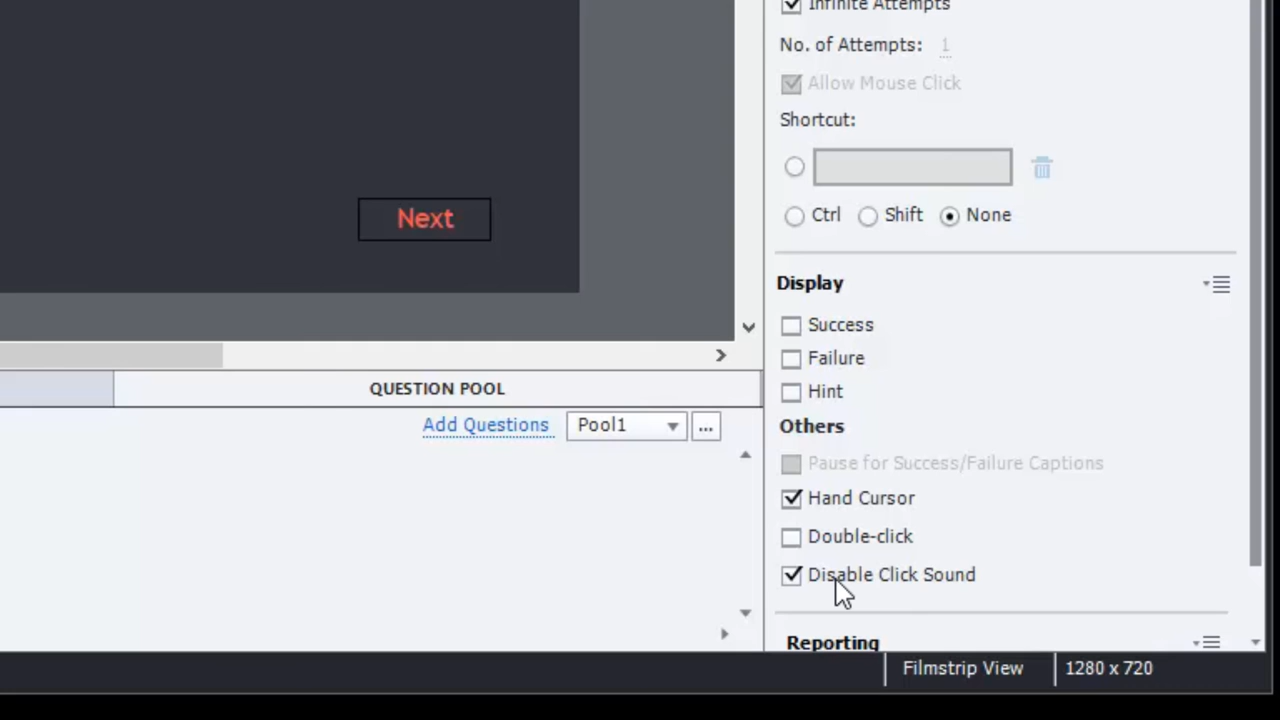 Infinite Attempts
No. of Attempts: 1
Allow Mouse Click
Shortcut:
Ctrl Shift None
Next
Display
Success
Failure
Hint
QUESTION POOL
Add Questions Pool1 ...
Others
Pause for Success/Failure Captions
Hand Cursor
Double-click
Disable Click Sound
Reporting
Filmstrip View 1280 x 720